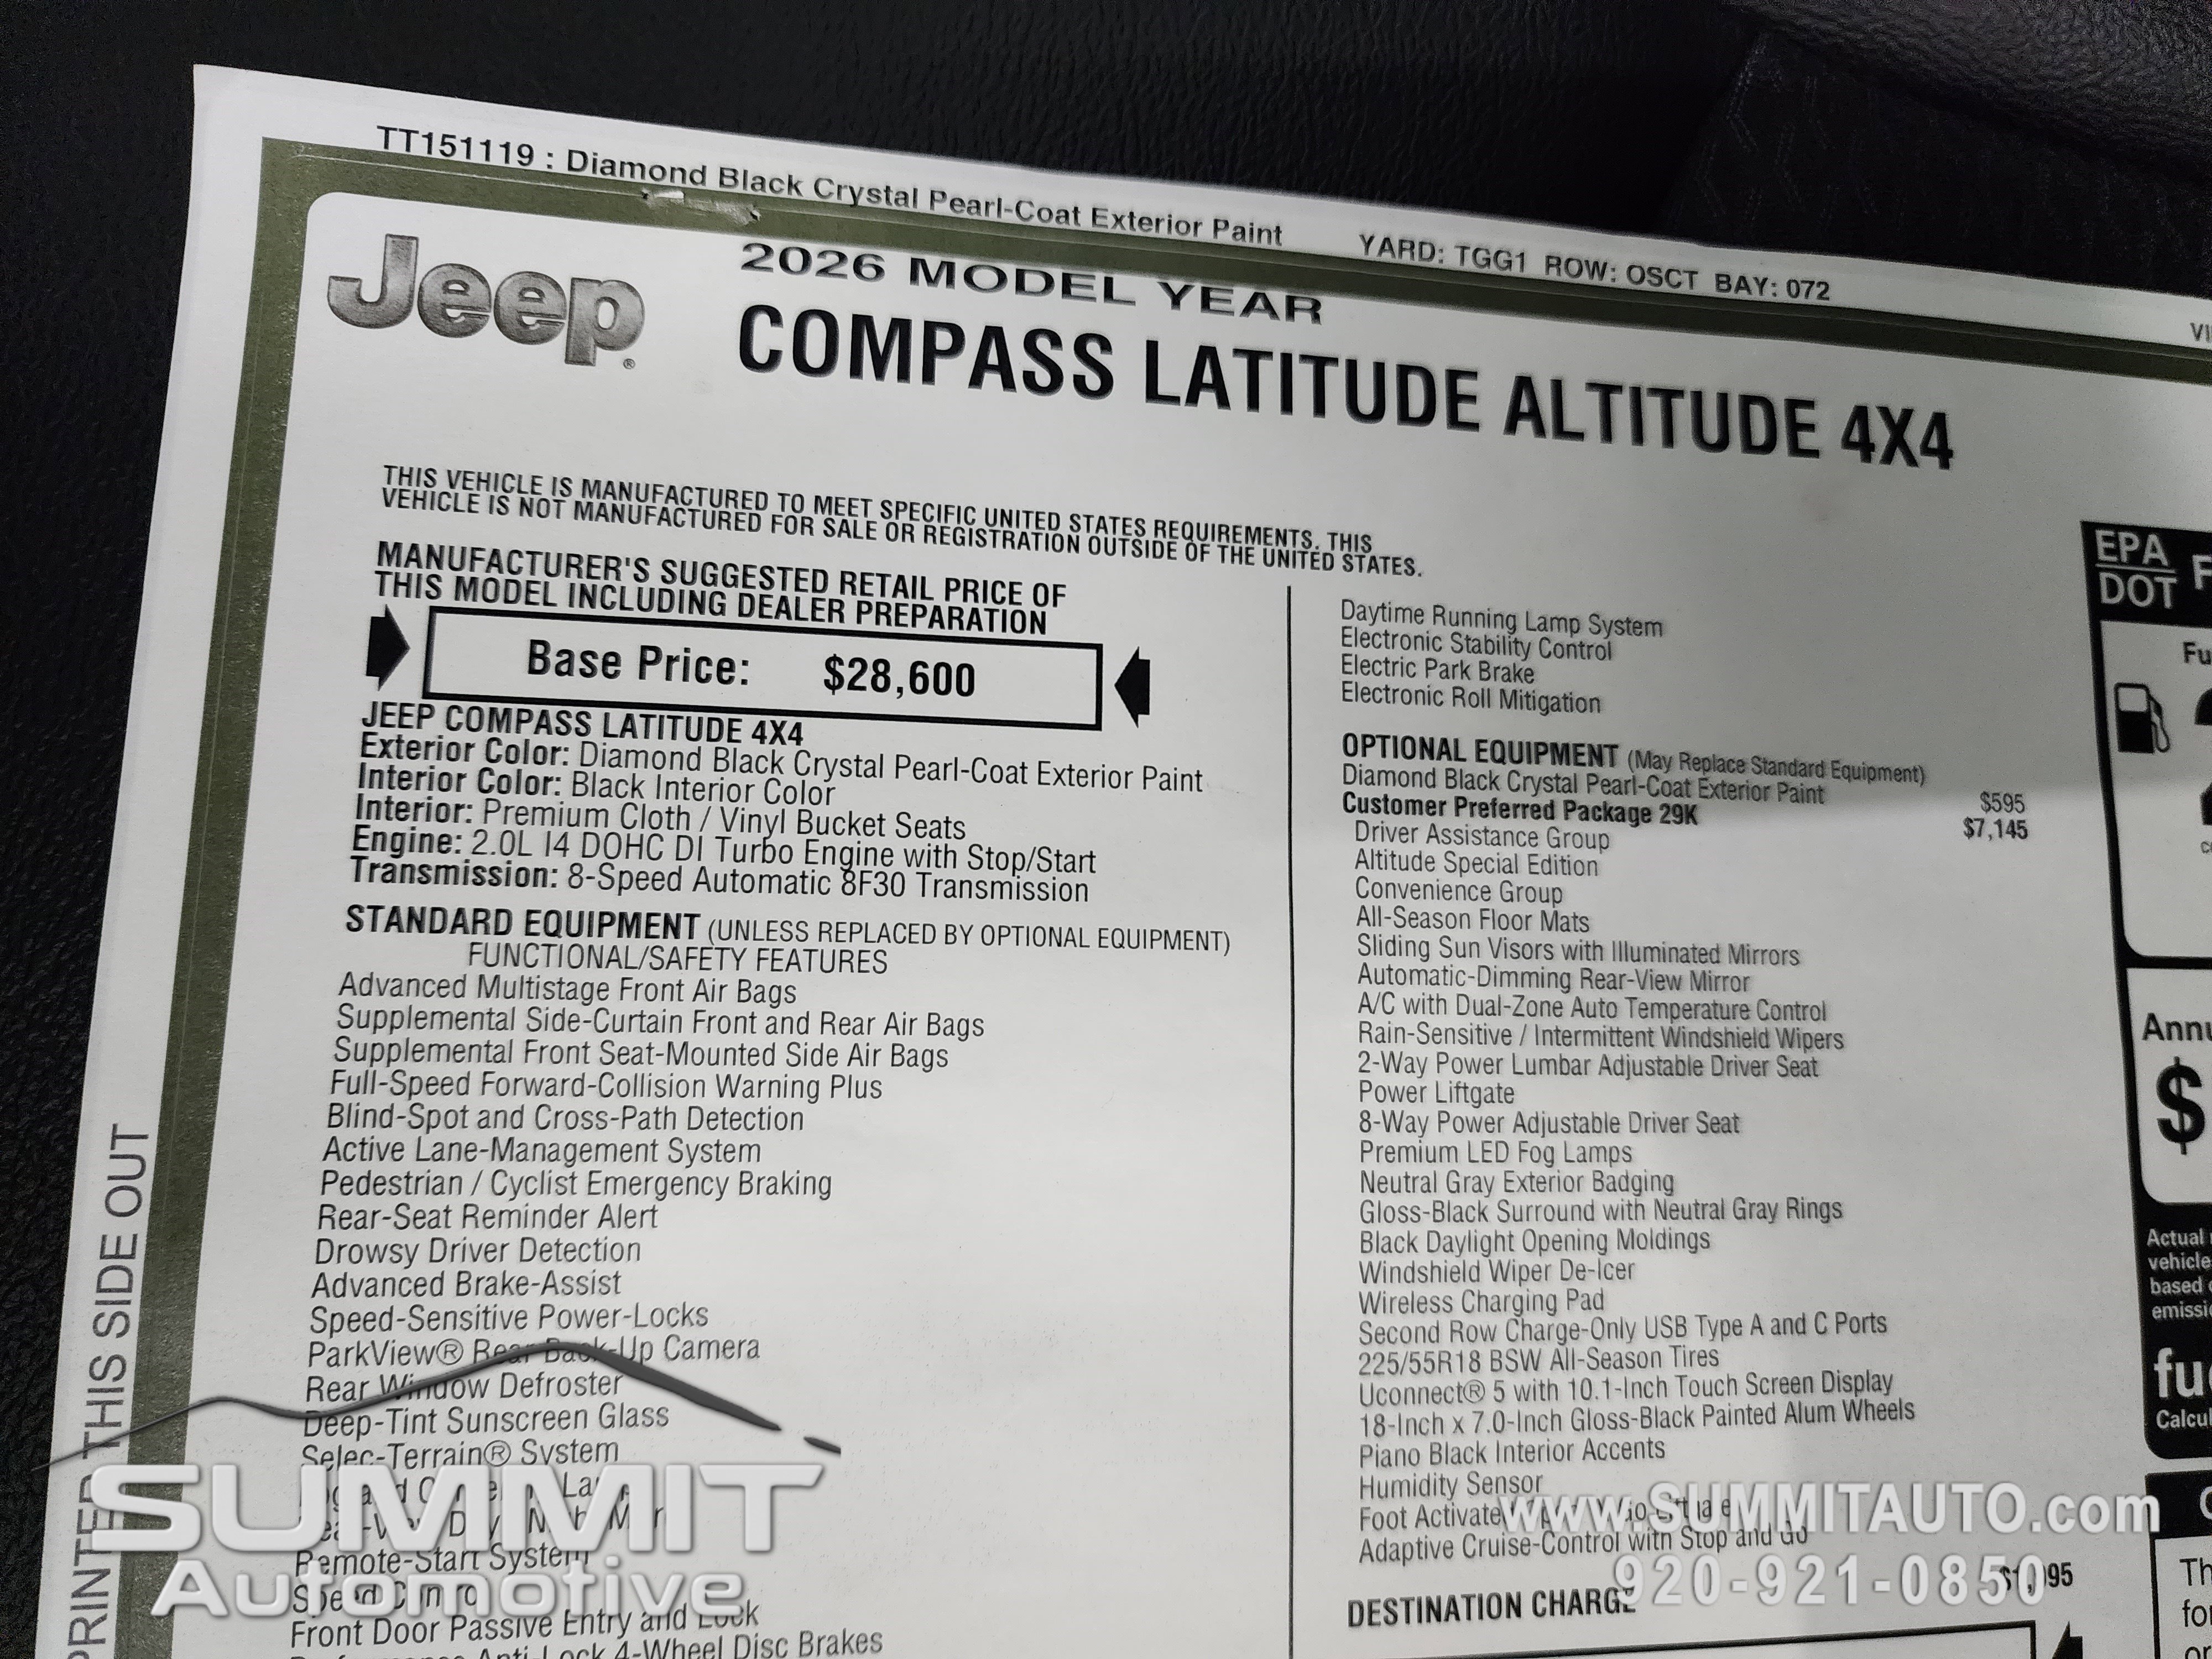 TT151119 : Diamond Black Crystal Pearl-Coat Exterior Paint YARD: TGG1 ROW: OSCT BAY: 072
Jeep®
2026 MODEL YEAR
COMPASS LATITUDE ALTITUDE 4X4
THIS VEHICLE IS MANUFACTURED TO MEET SPECIFIC UNITED STATES REQUIREMENTS. THIS
VEHICLE IS NOT MANUFACTURED FOR SALE OR REGISTRATION OUTSIDE OF THE UNITED STATES.
MANUFACTURER'S SUGGESTED RETAIL PRICE OF
THIS MODEL INCLUDING DEALER PREPARATION
Base Price: $28,600
JEEP COMPASS LATITUDE 4X4
Exterior Color: Diamond Black Crystal Pearl-Coat Exterior Paint
Interior Color: Black Interior Color
Interior: Premium Cloth / Vinyl Bucket Seats
Engine: 2.0L I4 DOHC DI Turbo Engine with Stop/Start
Transmission: 8-Speed Automatic 8F30 Transmission
STANDARD EQUIPMENT (UNLESS REPLACED BY OPTIONAL EQUIPMENT)
FUNCTIONAL/SAFETY FEATURES
Advanced Multistage Front Air Bags
Supplemental Side-Curtain Front and Rear Air Bags
Supplemental Front Seat-Mounted Side Air Bags
Full-Speed Forward-Collision Warning Plus
Blind-Spot and Cross-Path Detection
Active Lane-Management System
Pedestrian / Cyclist Emergency Braking
Rear-Seat Reminder Alert
Drowsy Driver Detection
Advanced Brake-Assist
Speed-Sensitive Power-Locks
ParkView® Rear Back-Up Camera
Rear Window Defroster
Deep-Tint Sunscreen Glass
Selec-Terrain® System
Remote-Start System
Front Door Passive Entry and Lock
Anti-Lock 4-Wheel Disc Brakes
Daytime Running Lamp System
Electronic Stability Control
Electric Park Brake
Electronic Roll Mitigation
OPTIONAL EQUIPMENT (May Replace Standard Equipment)
Diamond Black Crystal Pearl-Coat Exterior Paint $595
Customer Preferred Package 29K $7,145
Driver Assistance Group
Altitude Special Edition
Convenience Group
All-Season Floor Mats
Sliding Sun Visors with Illuminated Mirrors
Automatic-Dimming Rear-View Mirror
A/C with Dual-Zone Auto Temperature Control
Rain-Sensitive / Intermittent Windshield Wipers
2-Way Power Lumbar Adjustable Driver Seat
Power Liftgate
8-Way Power Adjustable Driver Seat
Premium LED Fog Lamps
Neutral Gray Exterior Badging
Gloss-Black Surround with Neutral Gray Rings
Black Daylight Opening Moldings
Windshield Wiper De-Icer
Wireless Charging Pad
Second Row Charge-Only USB Type A and C Ports
225/55R18 BSW All-Season Tires
Uconnect® 5 with 10.1-Inch Touch Screen Display
18-Inch x 7.0-Inch Gloss-Black Painted Alum Wheels
Piano Black Interior Accents
Humidity Sensor
Foot
Adaptive Cruise-Control with Stop and Go
DESTINATION CHARGE
EPA
DOT
$
Actual
vehicle
based
PRINTED THIS SIDE OUT
SUMMIT
Automotive
www.SUMMITAUTO.com
920-921-0850